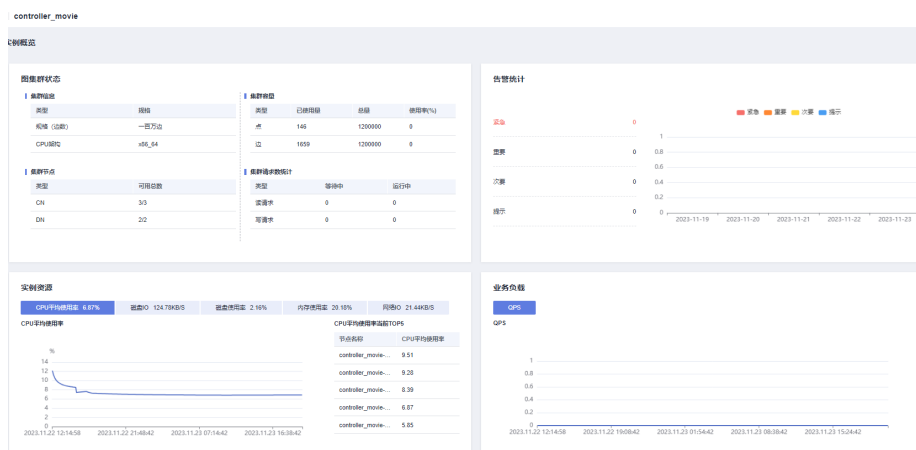 controller_movie
实例概览
图集群状态
集群信息
类型 规格
规格（边数） 一百万边
CPU架构 x86_64
集群容量
类型 已使用量 总量 使用率(%)
点 146 1200000 0
边 1659 1200000 0
集群节点
类型 可用总数
CN 3/3
DN 2/2
集群请求数统计
类型 等待中 运行中
读请求 0 0
写请求 0 0
告警统计
紧急 0
重要 0
次要 0
提示 0
紧急 重要 次要 提示
1
0.8
0.6
0.4
0.2
0
2023-11-19 2023-11-20 2023-11-21 2023-11-22 2023-11-23
实例资源
CPU平均使用率 6.87% 磁盘IO 124.78KB/S 磁盘使用率 2.16% 内存使用率 20.18% 网络IO 21.44KB/S
CPU平均使用率
%
14
12
10
8
6
4
2
0
2023.11.22 12:14:58 2023.11.22 21:48:42 2023.11.23 07:14:42 2023.11.23 16:38:42
CPU平均使用率当前TOP5
节点名称 CPU平均使用率
controller_movie-... 9.51
controller_movie-... 9.28
controller_movie-... 8.39
controller_movie-... 6.87
controller_movie-... 5.85
业务负载
QPS
QPS
1
0.8
0.6
0.4
0.2
0
2023.11.22 12:14:58 2023.11.22 19:08:42 2023.11.23 01:54:42 2023.11.23 08:38:42 2023.11.23 15:24:42